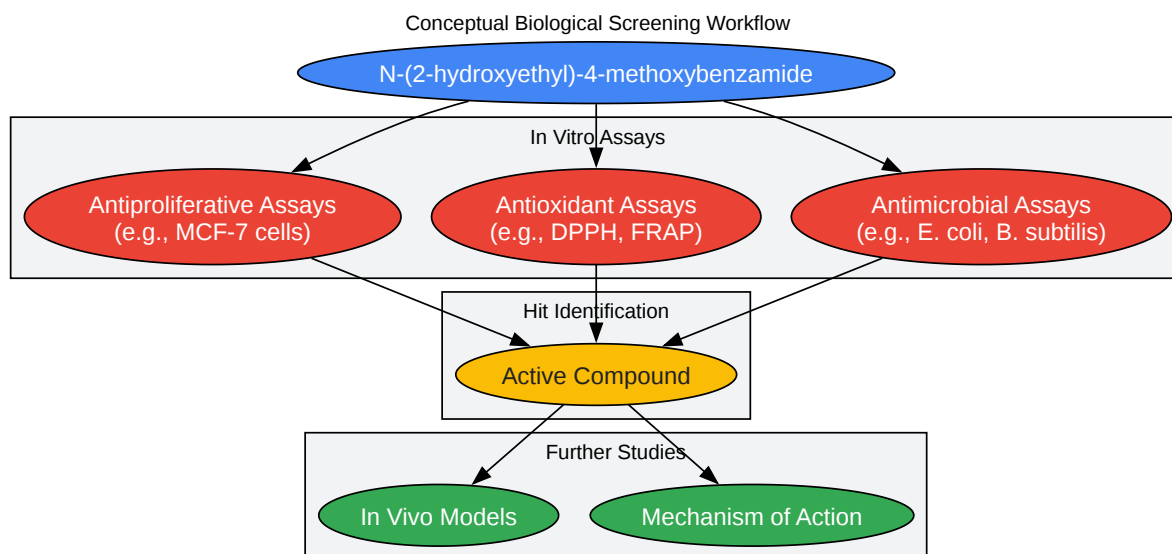 Conceptual Biological Screening Workflow
N-(2-hydroxyethyl)-4-methoxybenzamide
In Vitro Assays
Antiproliferative Assays
(e.g., MCF-7 cells)
Antioxidant Assays
(e.g., DPPH, FRAP)
Antimicrobial Assays
(e.g., E. coli, B. subtilis)
Hit Identification
Active Compound
Further Studies
In Vivo Models
Mechanism of Action